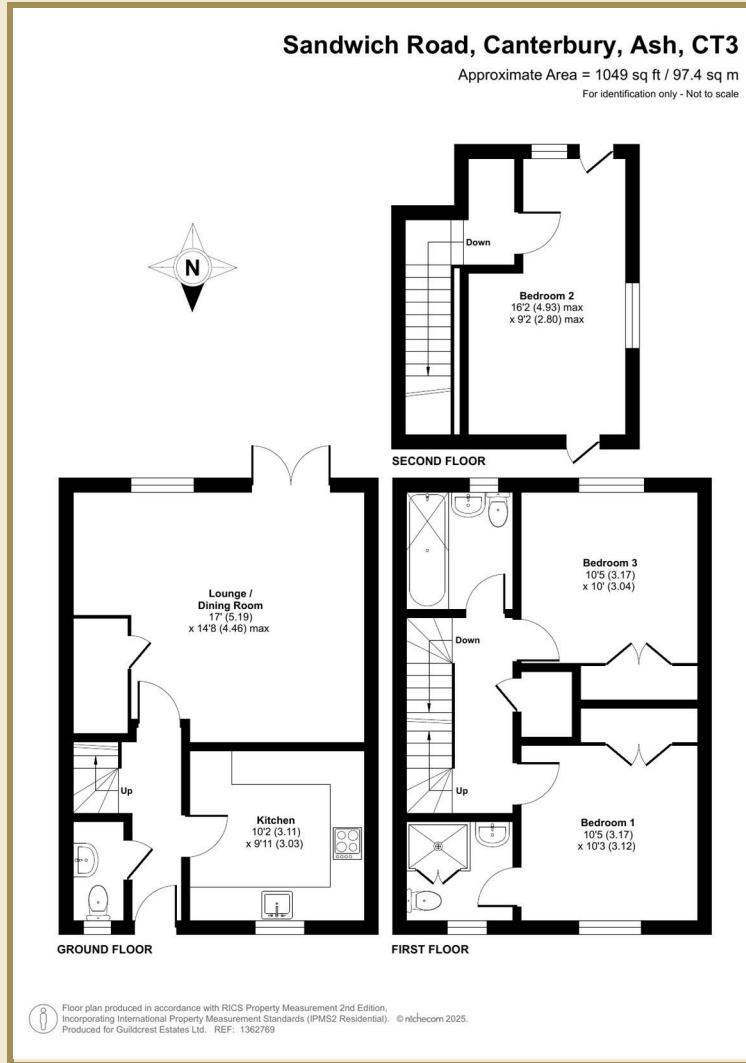 Sandwich Road, Canterbury, Ash, CT3
Approximate Area = 1049 sq ft / 97.4 sq m
For identification only - Not to scale
N
Down
Bedroom 2
16'2 (4.93) max
x 9'2 (2.80) max
SECOND FLOOR
Lounge /
Dining Room
17' (5.19)
x 14'8 (4.46) max
Up
Kitchen
10'2 (3.11)
x 9'11 (3.03)
GROUND FLOOR
Bedroom 3
10'5 (3.17)
x 10' (3.04)
Down
Up
Bedroom 1
10'5 (3.17)
x 10'3 (3.12)
FIRST FLOOR
Floor plan produced in accordance with RICS Property Measurement 2nd Edition,
Incorporating International Property Measurement Standards (IPMS2 Residential). © nichecom 2025.
Produced for Guildcrest Estates Ltd. REF: 1362769